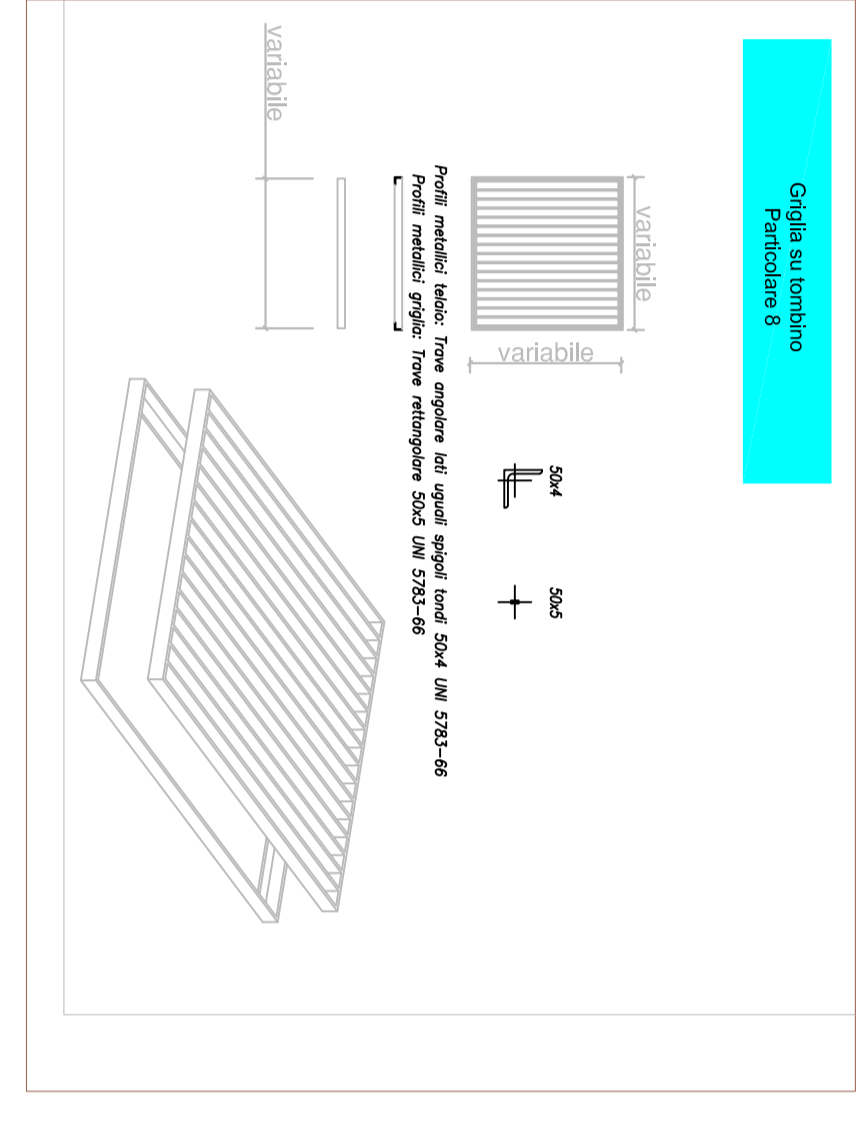 Griglia su tombino
Particolare 8
variabile
variabile
50x4
50x5
Profili metallici telaio: Trave angolare lati uguali spigoli tondi 50x4 UNI 5783-66
Profili metallici griglia: Trave rettangolare 50x5 UNI 5783-66
variabile